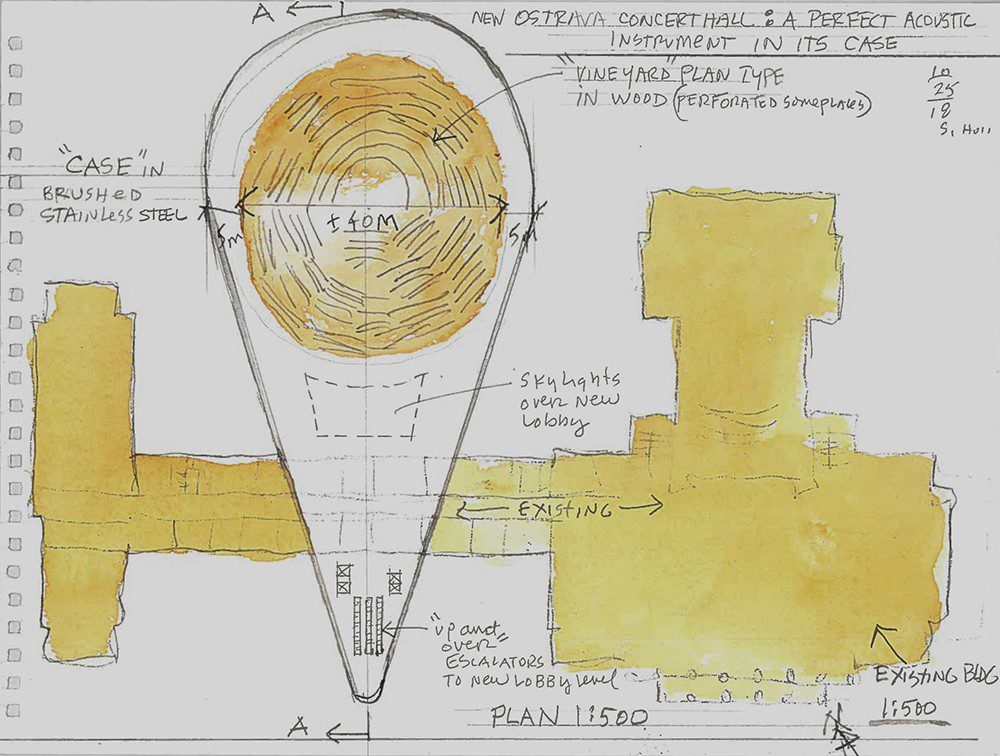 A
NEW OSTRAVA CONCERT HALL: A PERFECT ACOUSTIC
INSTRUMENT IN ITS CASE
"VINEYARD" PLAN TYPE
IN WOOD (PERFORATED SOMEPLACES)
10
25
18
S. Holl
"CASE" IN
BRUSHED
STAINLESS STEEL
5m
± 40M
5m
SKYLIGHTS
OVER NEW
LOBBY
EXISTING
"UP and
OVER"
ESCALATORS
TO NEW LOBBY LEVEL
EXISTING BLDG
1:500
PLAN 1:500
A
N